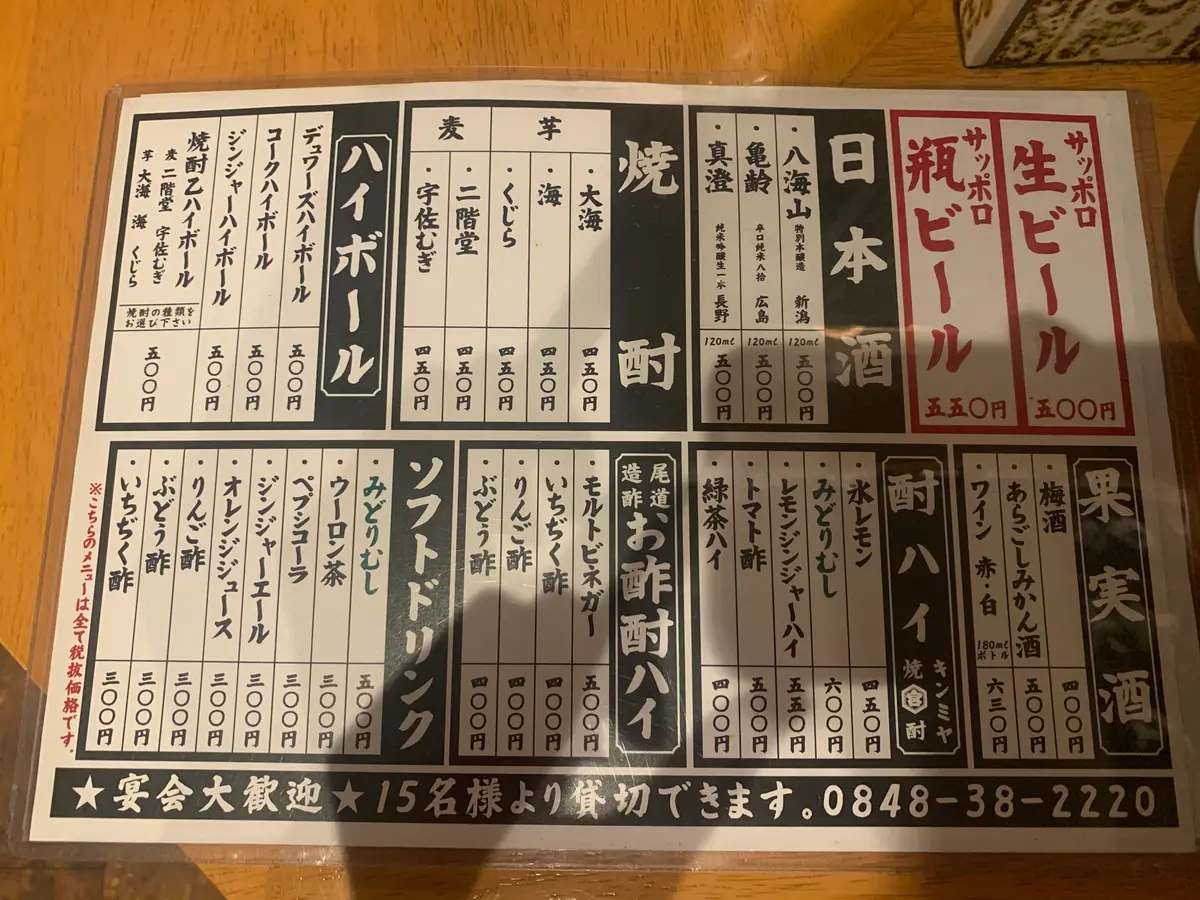 サッポロ
生ビール
五〇〇円
サッポロ
瓶ビール
五五〇円
日本酒
・八海山 特別本醸造 新潟 120ml 五〇〇円
・亀齢 辛口純米八拾 広島 120ml 五〇〇円
・真澄 純米吟醸生一本 長野 120ml 五〇〇円
焼酎
芋
・大海 四五〇円
・海 四五〇円
・くじら 四五〇円
麦
・二階堂 四五〇円
・宇佐むぎ 四五〇円
ハイボール
デュワーズハイボール 五〇〇円
コークハイボール 五〇〇円
ジンジャーハイボール 五〇〇円
焼酎乙ハイボール
麦 二階堂 宇佐むぎ
芋 大海 海 くじら
焼酎の種類を
お選び下さい
五〇〇円
果実酒
・梅酒 四〇〇円
・あらごしみかん酒 五〇〇円
・ワイン 赤・白 180ml ボトル 六三〇円
酎ハイ
キンミヤ
焼宮酎
・氷レモン 四五〇円
・みどりむし 六〇〇円
・レモンジンジャーハイ 五五〇円
・トマト酢 五〇〇円
・緑茶ハイ 四〇〇円
尾道
造酢
お酢酎ハイ
・モルトビネガー 五〇〇円
・いちぢく酢 四〇〇円
・りんご酢 四〇〇円
・ぶどう酢 四〇〇円
ソフトドリンク
・みどりむし 五〇〇円
・ウーロン茶 三〇〇円
・ペプシコーラ 三〇〇円
・ジンジャーエール 三〇〇円
・オレンジジュース 三〇〇円
・りんご酢 三〇〇円
・ぶどう酢 三〇〇円
・いちぢく酢 三〇〇円
※こちらのメニューは全て税抜価格です。
★宴会大歓迎★15名様より貸切できます。0848-38-2220